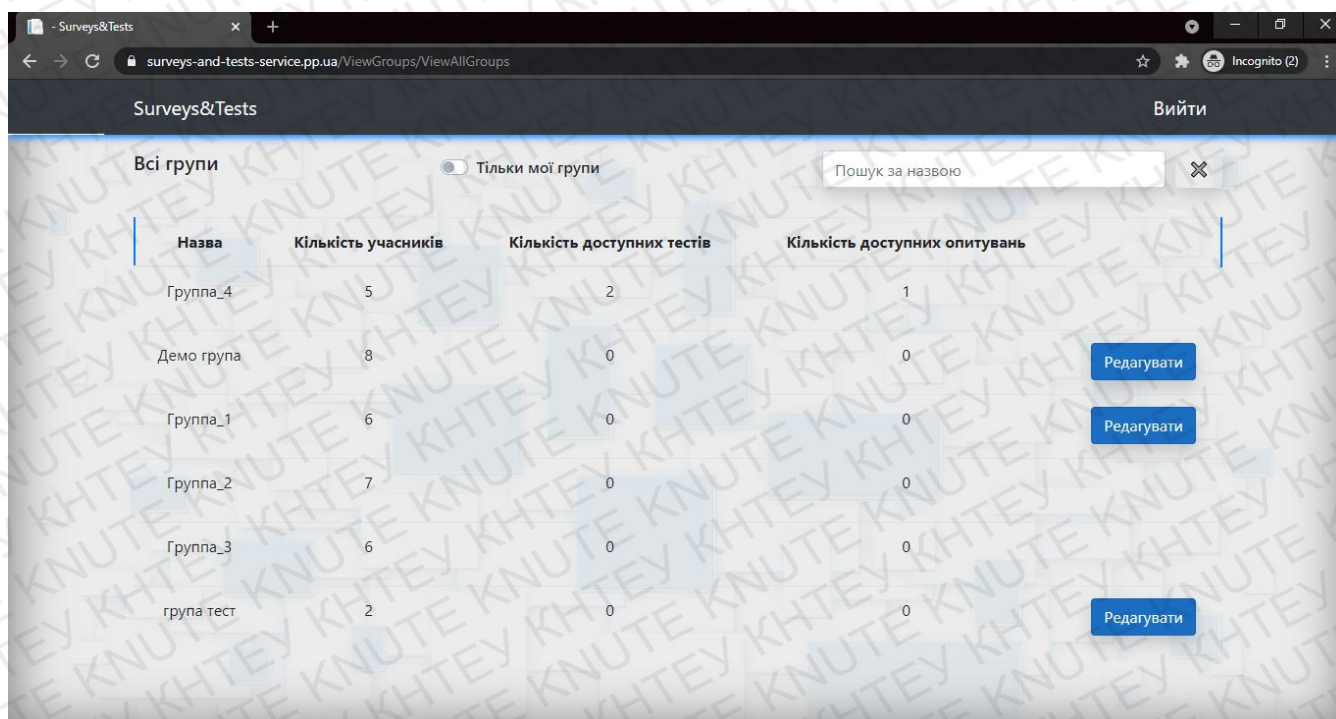 - Surveys&Tests
surveys-and-tests-service.pp.ua/ViewGroups/ViewAllGroups
Incognito (2)
Surveys&Tests Вийти
Всі групи Тільки мої групи Пошук за назвою
Назва Кількість учасників Кількість доступних тестів Кількість доступних опитувань
Группа_4 5 2 1
Демо група 8 0 0 Редагувати
Группа_1 6 0 0 Редагувати
Группа_2 7 0 0
Группа_3 6 0 0
група тест 2 0 0 Редагувати